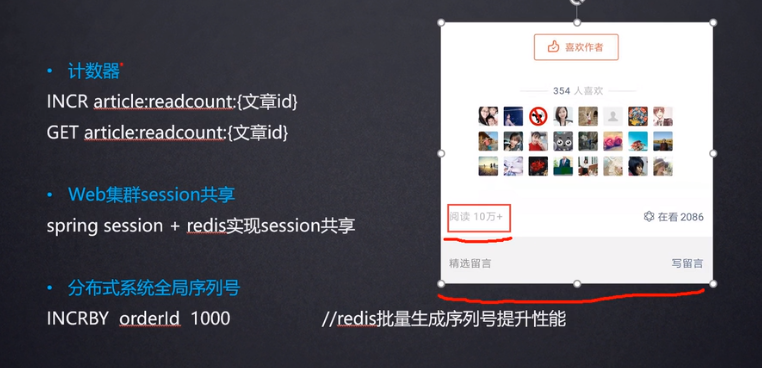 • 计数器*
INCR article:readcount:{文章id}
GET article:readcount:{文章id}
• Web集群session共享
spring session + redis实现session共享
• 分布式系统全局序列号
INCRBY orderId 1000 //redis批量生成序列号提升性能
喜欢作者
354 人喜欢
阅读 10万+
在看 2086
精选留言
写留言